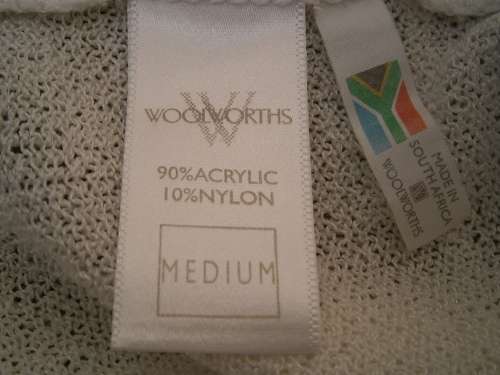 WOOLWORTHS
W
90%ACRYLIC
10%NYLON
MEDIUM
MADE IN
SOUTH AFRICA
W
WOOLWORTHS